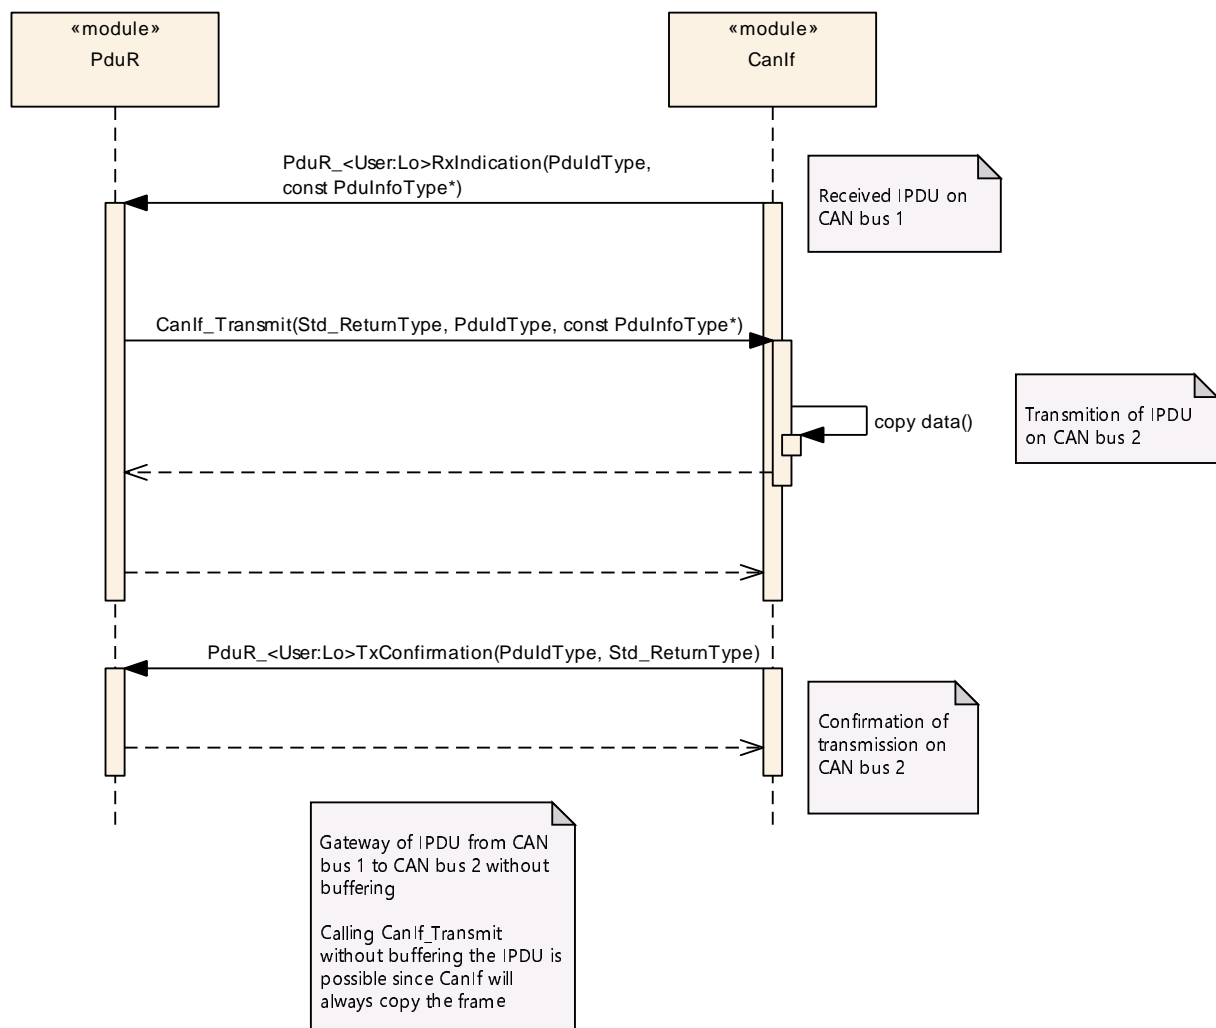 «module»
PduR
«module»
CanIf
PduR_<User:Lo>RxIndication(PduIdType,
const PduInfoType*)
Received IPDU on
CAN bus 1
CanIf_Transmit(Std_ReturnType, PduIdType, const PduInfoType*)
copy data()
Transmition of IPDU
on CAN bus 2
PduR_<User:Lo>TxConfirmation(PduIdType, Std_ReturnType)
Confirmation of
transmission on
CAN bus 2
Gateway of IPDU from CAN
bus 1 to CAN bus 2 without
buffering
Calling CanIf_Transmit
without buffering the IPDU is
possible since CanIf will
always copy the frame